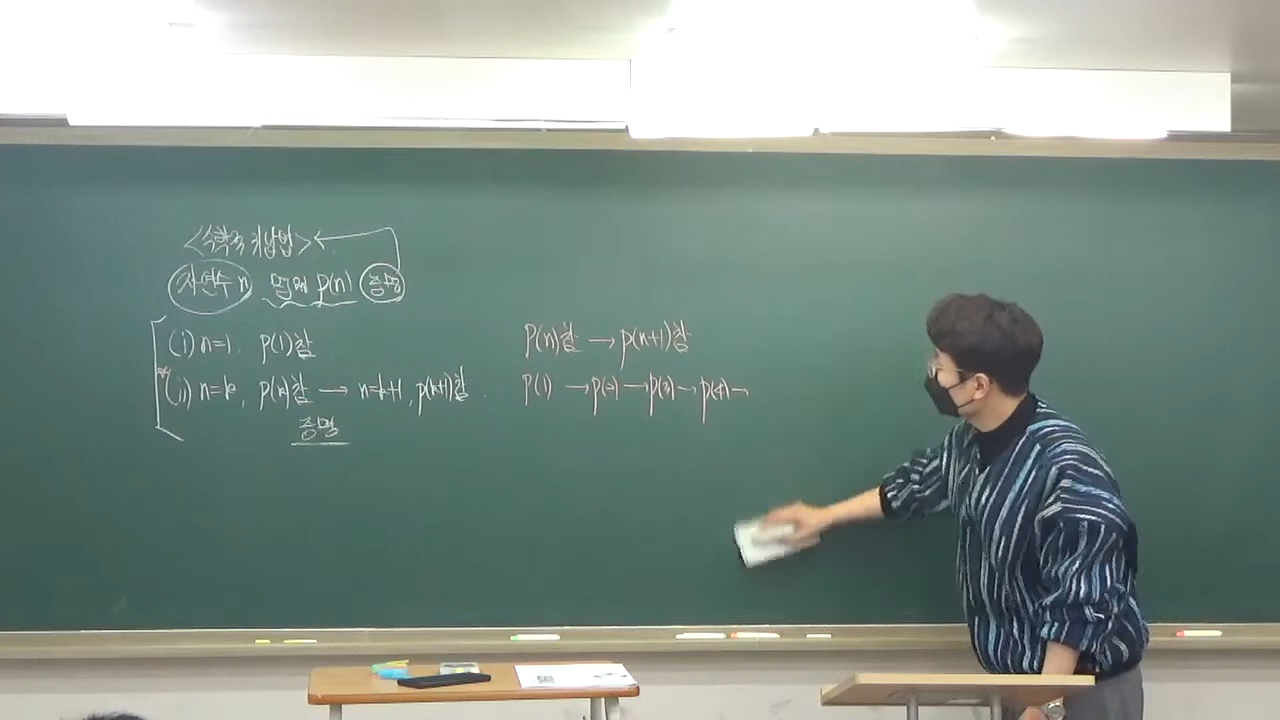 <수학적 귀납법>
자연수 n 명제 p(n) 증명
(i) n=1, p(1)참
※(ii) n=k, p(k)참 → n=k+1, p(k+1)참.
증명
p(n)참 → p(n+1)참
p(1) → p(2) → p(3) → p(4) →